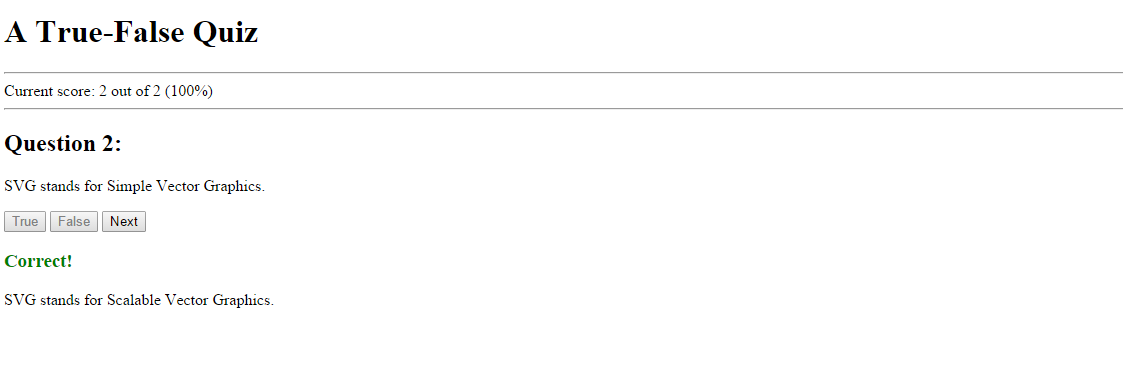 A True-False Quiz
Current score: 2 out of 2 (100%)
Question 2:
SVG stands for Simple Vector Graphics.
True False Next
Correct!
SVG stands for Scalable Vector Graphics.